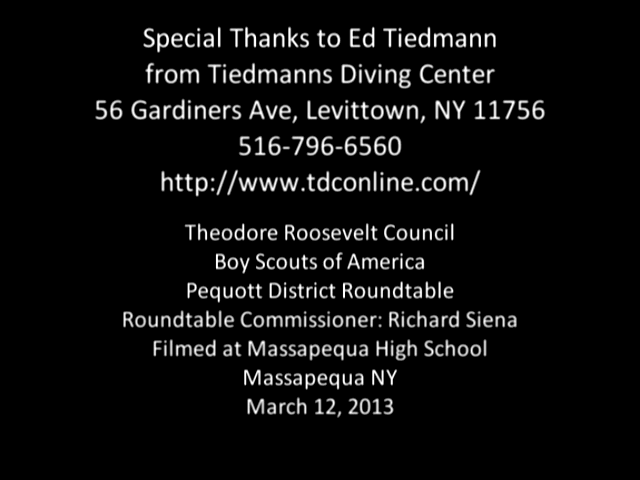 Special Thanks to Ed Tiedmann
from Tiedmanns Diving Center
56 Gardiners Ave, Levittown, NY 11756
516-796-6560
http://www.tdconline.com/
Theodore Roosevelt Council
Boy Scouts of America
Pequott District Roundtable
Roundtable Commissioner: Richard Siena
Filmed at Massapequa High School
Massapequa NY
March 12, 2013